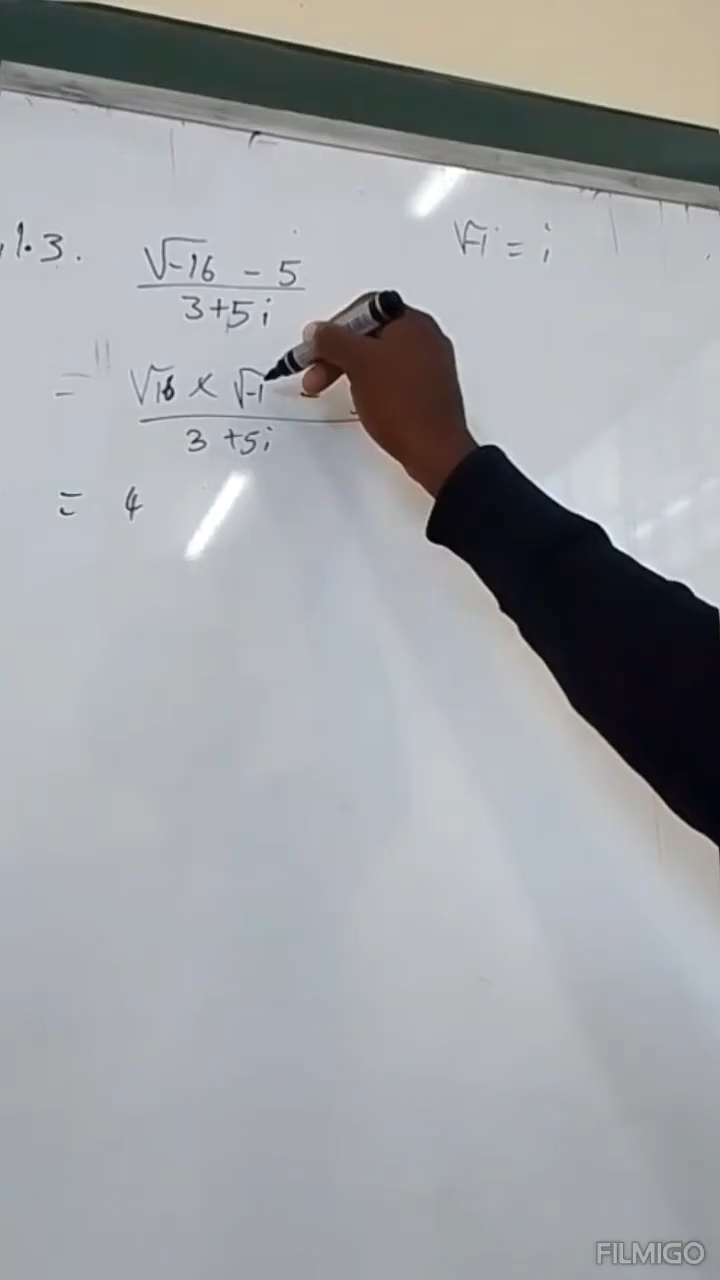 1.3. √-16 - 5 / 3+5i
√-1 = i
= √16 × √-1 - / 3+5i
= 4
FILMIGO